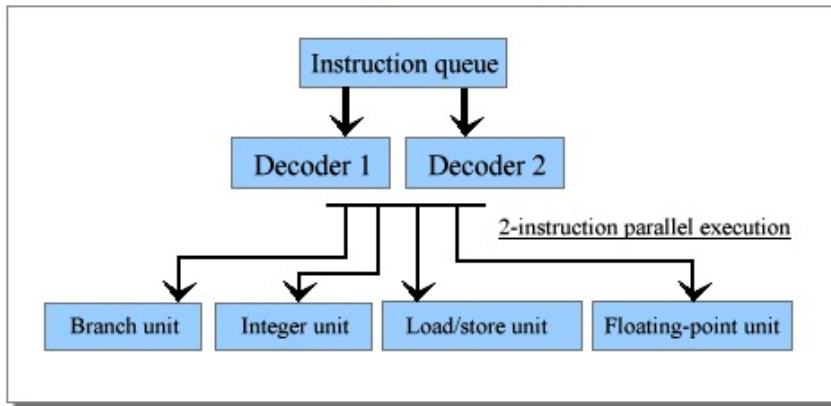 Instruction queue
Decoder 1
Decoder 2
2-instruction parallel execution
Branch unit
Integer unit
Load/store unit
Floating-point unit